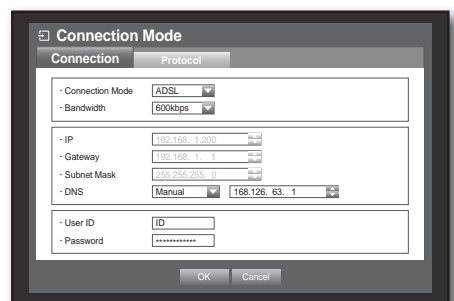 Connection Mode
Connection Protocol
· Connection Mode ADSL
· Bandwidth 600kbps
· IP 192.168. 1.200
· Gateway 192.168. 1. 1
· Subnet Mask 255.255.255. 0
· DNS Manual 168.126. 63. 1
· User ID ID
· Password ************
OK Cancel